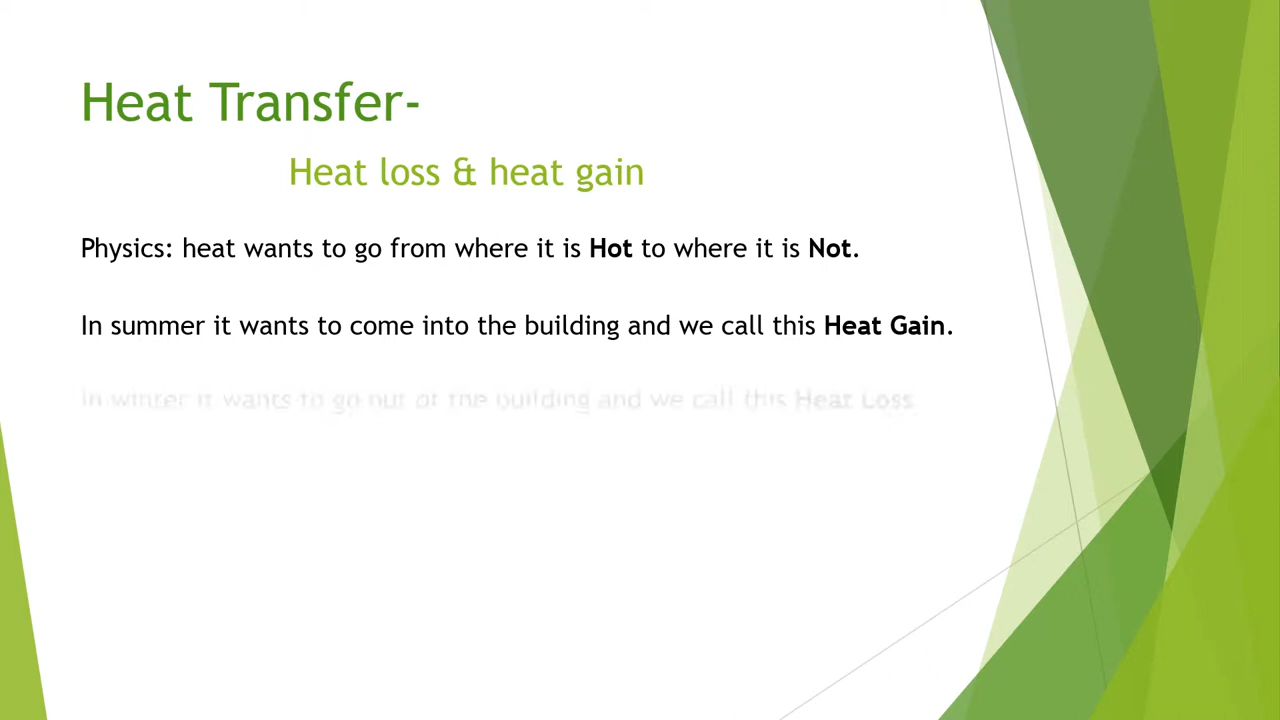 Heat Transfer-
Heat loss & heat gain
Physics: heat wants to go from where it is Hot to where it is Not.
In summer it wants to come into the building and we call this Heat Gain.
In winter it wants to go out of the building and we call this Heat Loss